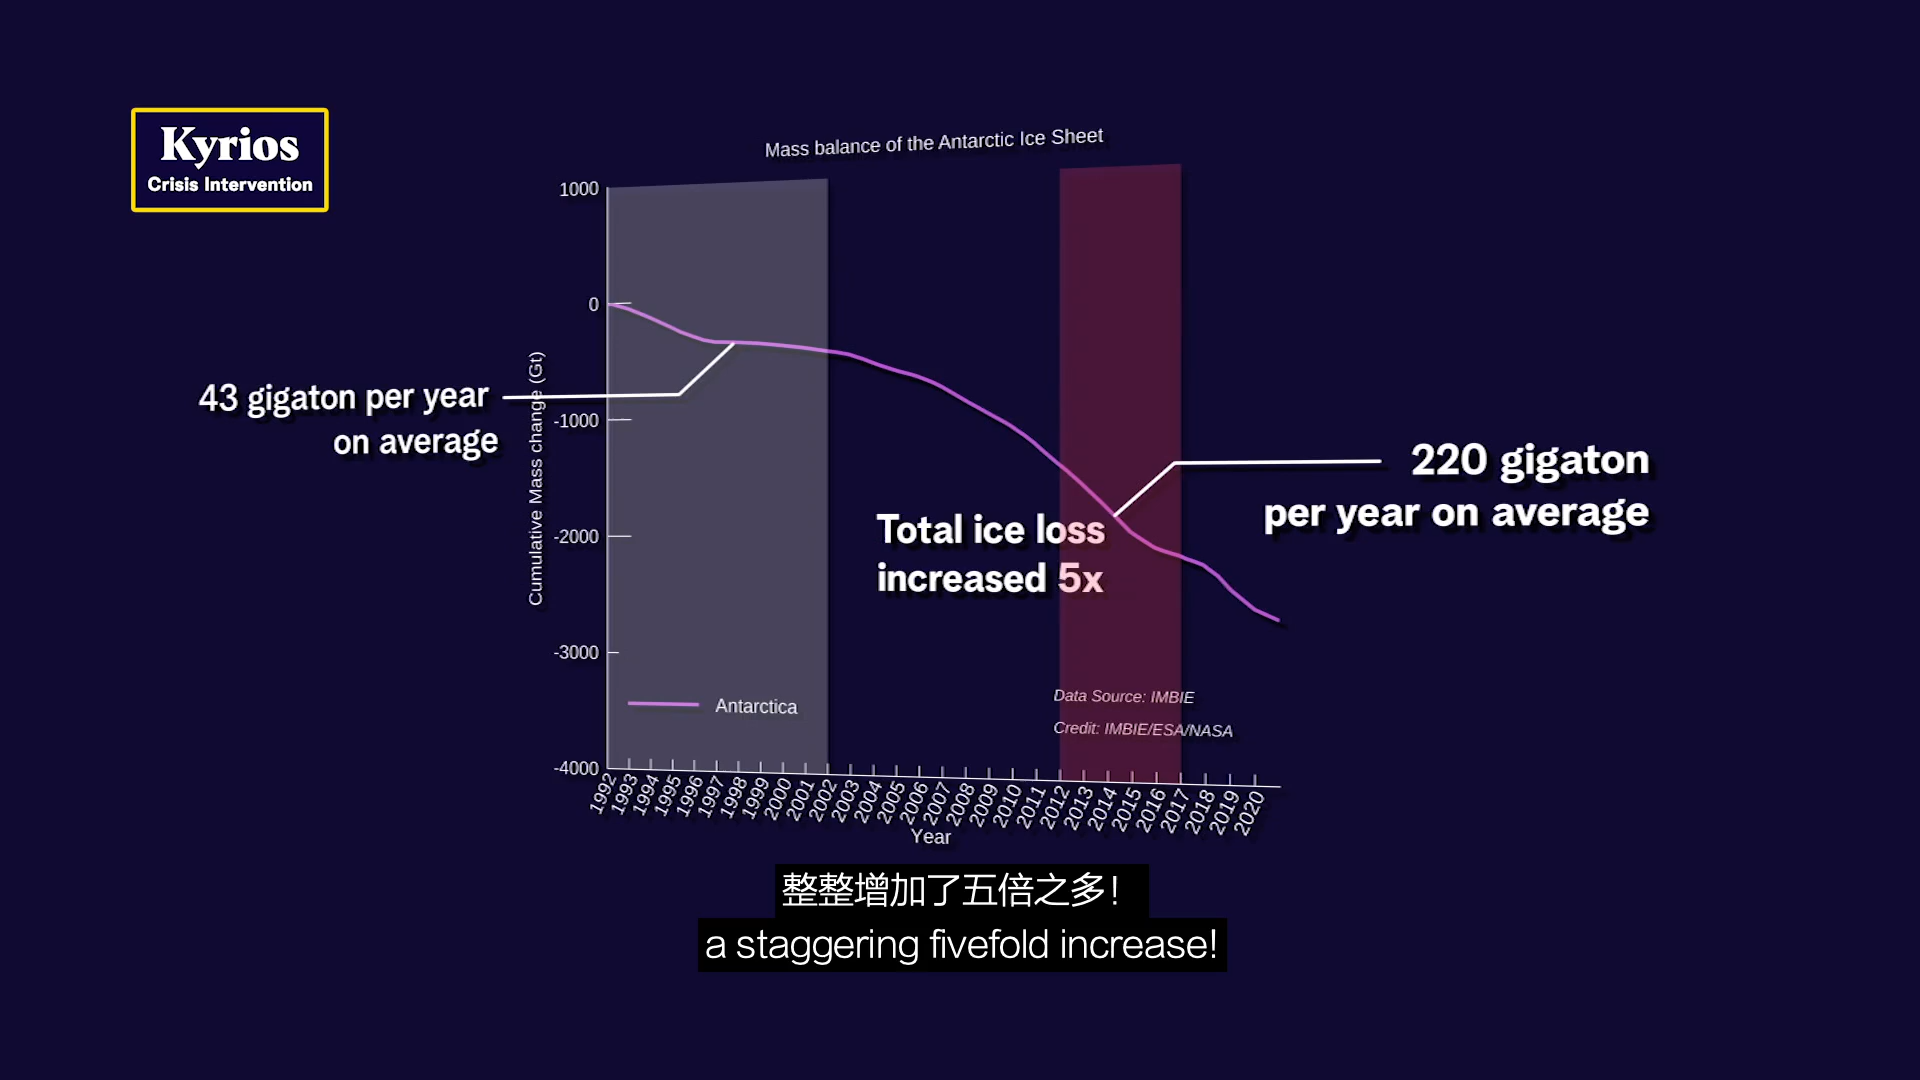 Kyrios
Crisis Intervention
Mass balance of the Antarctic Ice Sheet
1000
0
-1000
-2000
-3000
-4000
Cumulative Mass change (Gt)
43 gigaton per year
on average
220 gigaton
per year on average
Total ice loss
increased 5x
Antarctica
Data Source: IMBIE
Credit: IMBIE/ESA/NASA
1992 1993 1994 1995 1996 1997 1998 1999 2000 2001 2002 2003 2004 2005 2006 2007 2008 2009 2010 2011 2012 2013 2014 2015 2016 2017 2018 2019 2020
Year
整整增加了五倍之多！
a staggering fivefold increase!